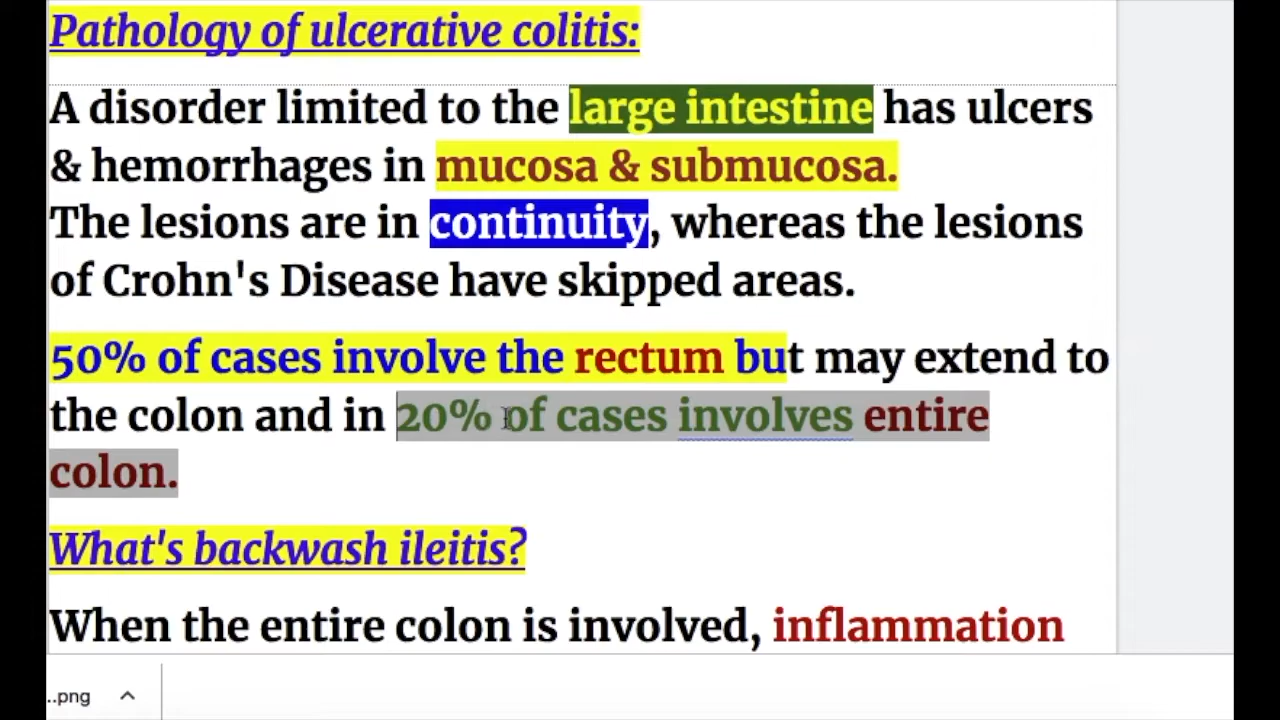 Pathology of ulcerative colitis:
A disorder limited to the large intestine has ulcers
& hemorrhages in mucosa & submucosa.
The lesions are in continuity, whereas the lesions
of Crohn's Disease have skipped areas.
50% of cases involve the rectum but may extend to
the colon and in 20% of cases involves entire
colon.
What's backwash ileitis?
When the entire colon is involved, inflammation
..png